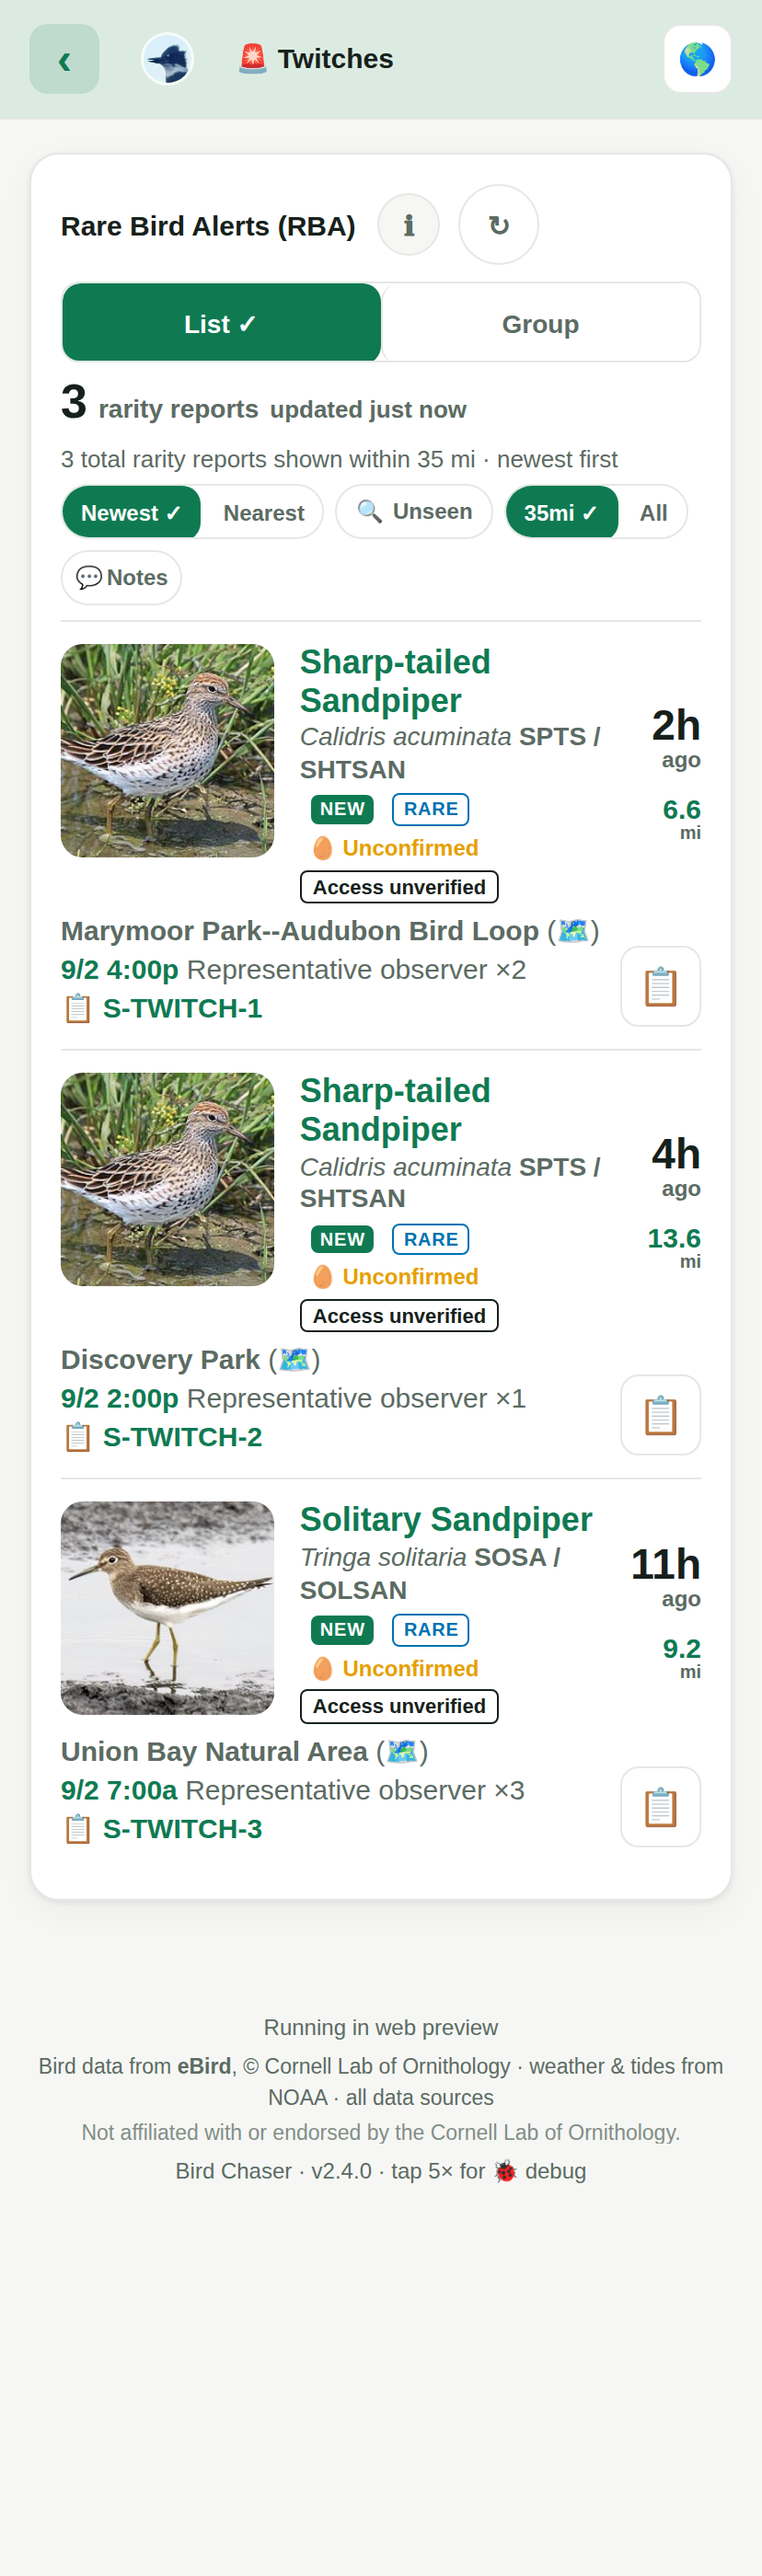 ‹ 🚨 Twitches 🌎
Rare Bird Alerts (RBA) ℹ ↻
List ✓ Group
3 rarity reports updated just now
3 total rarity reports shown within 35 mi · newest first
Newest ✓ Nearest 🔍 Unseen 35mi ✓ All
💬 Notes
Sharp-tailed
Sandpiper
Calidris acuminata SPTS /
SHTSAN
NEW RARE
🥚 Unconfirmed
Access unverified
2h
ago
6.6
mi
Marymoor Park--Audubon Bird Loop (🗺️)
9/2 4:00p Representative observer ×2
📋 S-TWITCH-1
📋
Sharp-tailed
Sandpiper
Calidris acuminata SPTS /
SHTSAN
NEW RARE
🥚 Unconfirmed
Access unverified
4h
ago
13.6
mi
Discovery Park (🗺️)
9/2 2:00p Representative observer ×1
📋 S-TWITCH-2
📋
Solitary Sandpiper
Tringa solitaria SOSA /
SOLSAN
NEW RARE
🥚 Unconfirmed
Access unverified
11h
ago
9.2
mi
Union Bay Natural Area (🗺️)
9/2 7:00a Representative observer ×3
📋 S-TWITCH-3
📋
Running in web preview
Bird data from eBird, © Cornell Lab of Ornithology · weather & tides from
NOAA · all data sources
Not affiliated with or endorsed by the Cornell Lab of Ornithology.
Bird Chaser · v2.4.0 · tap 5× for 🐞 debug